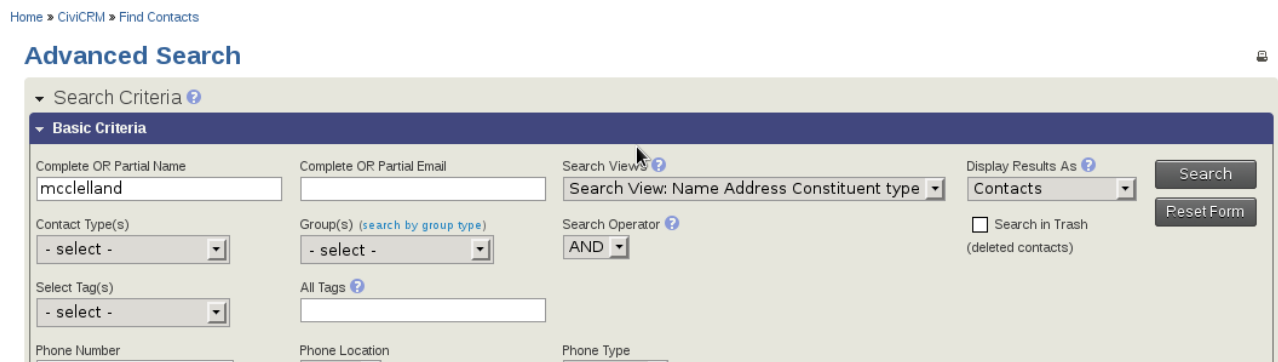 Home » CiviCRM » Find Contacts
Advanced Search
Search Criteria ?
Basic Criteria
Complete OR Partial Name
mcclelland
Complete OR Partial Email
Search Views ?
Search View: Name Address Constituent type
Display Results As ?
Contacts
Search
Reset Form
Contact Type(s)
- select -
Group(s) (search by group type)
- select -
Search Operator ?
AND
Search in Trash
(deleted contacts)
Select Tag(s)
- select -
All Tags ?
Phone Number
Phone Location
Phone Type